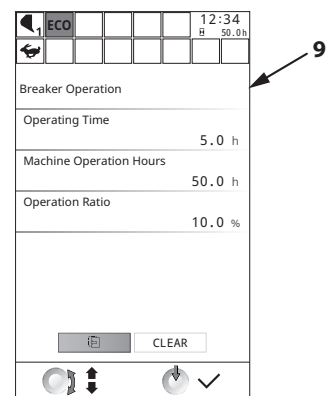 1 ECO 12:34
50.0h
9
Breaker Operation
Operating Time
5.0 h
Machine Operation Hours
50.0 h
Operation Ratio
10.0 %
CLEAR